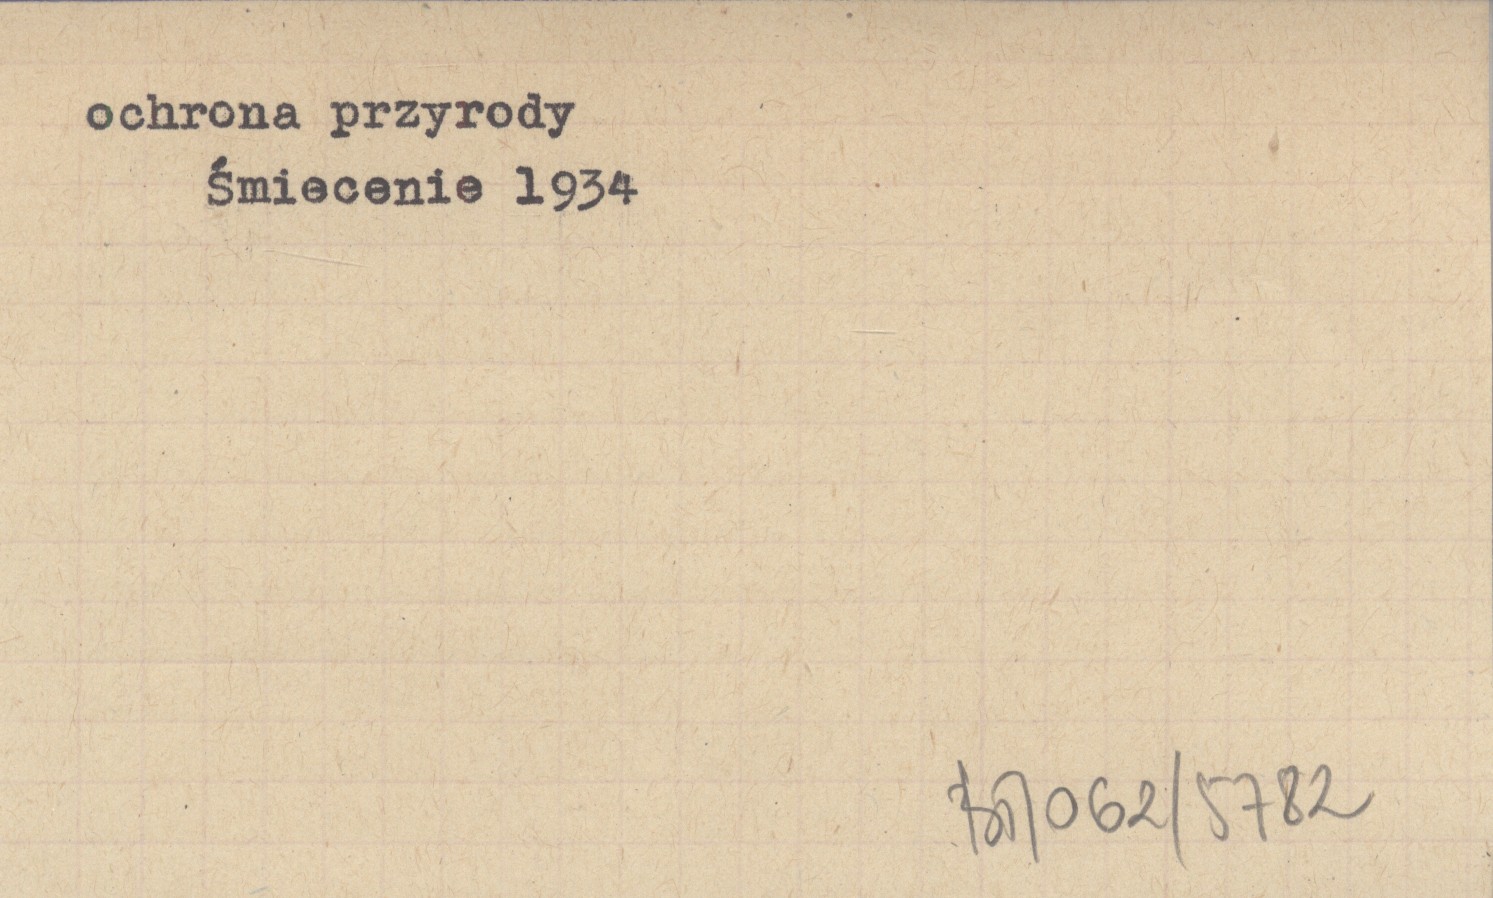 ochrona przyrody
Śmiecenie 1934
062/5782